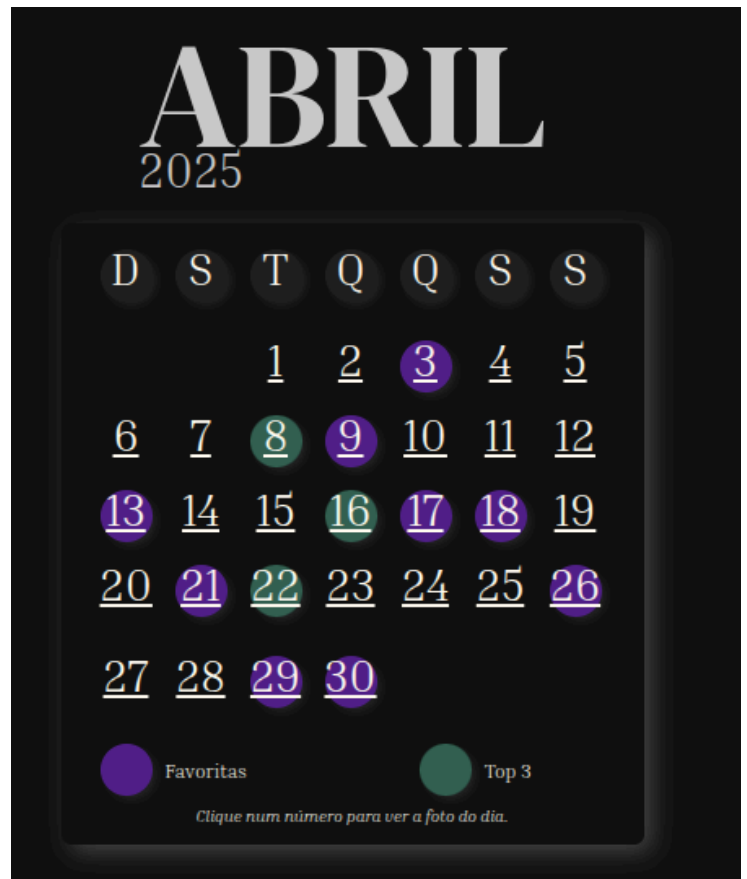 ABRIL
2025
D S T Q Q S S
1 2 3 4 5
6 7 8 9 10 11 12
13 14 15 16 17 18 19
20 21 22 23 24 25 26
27 28 29 30
Favoritas Top 3
Clique num número para ver a foto do dia.